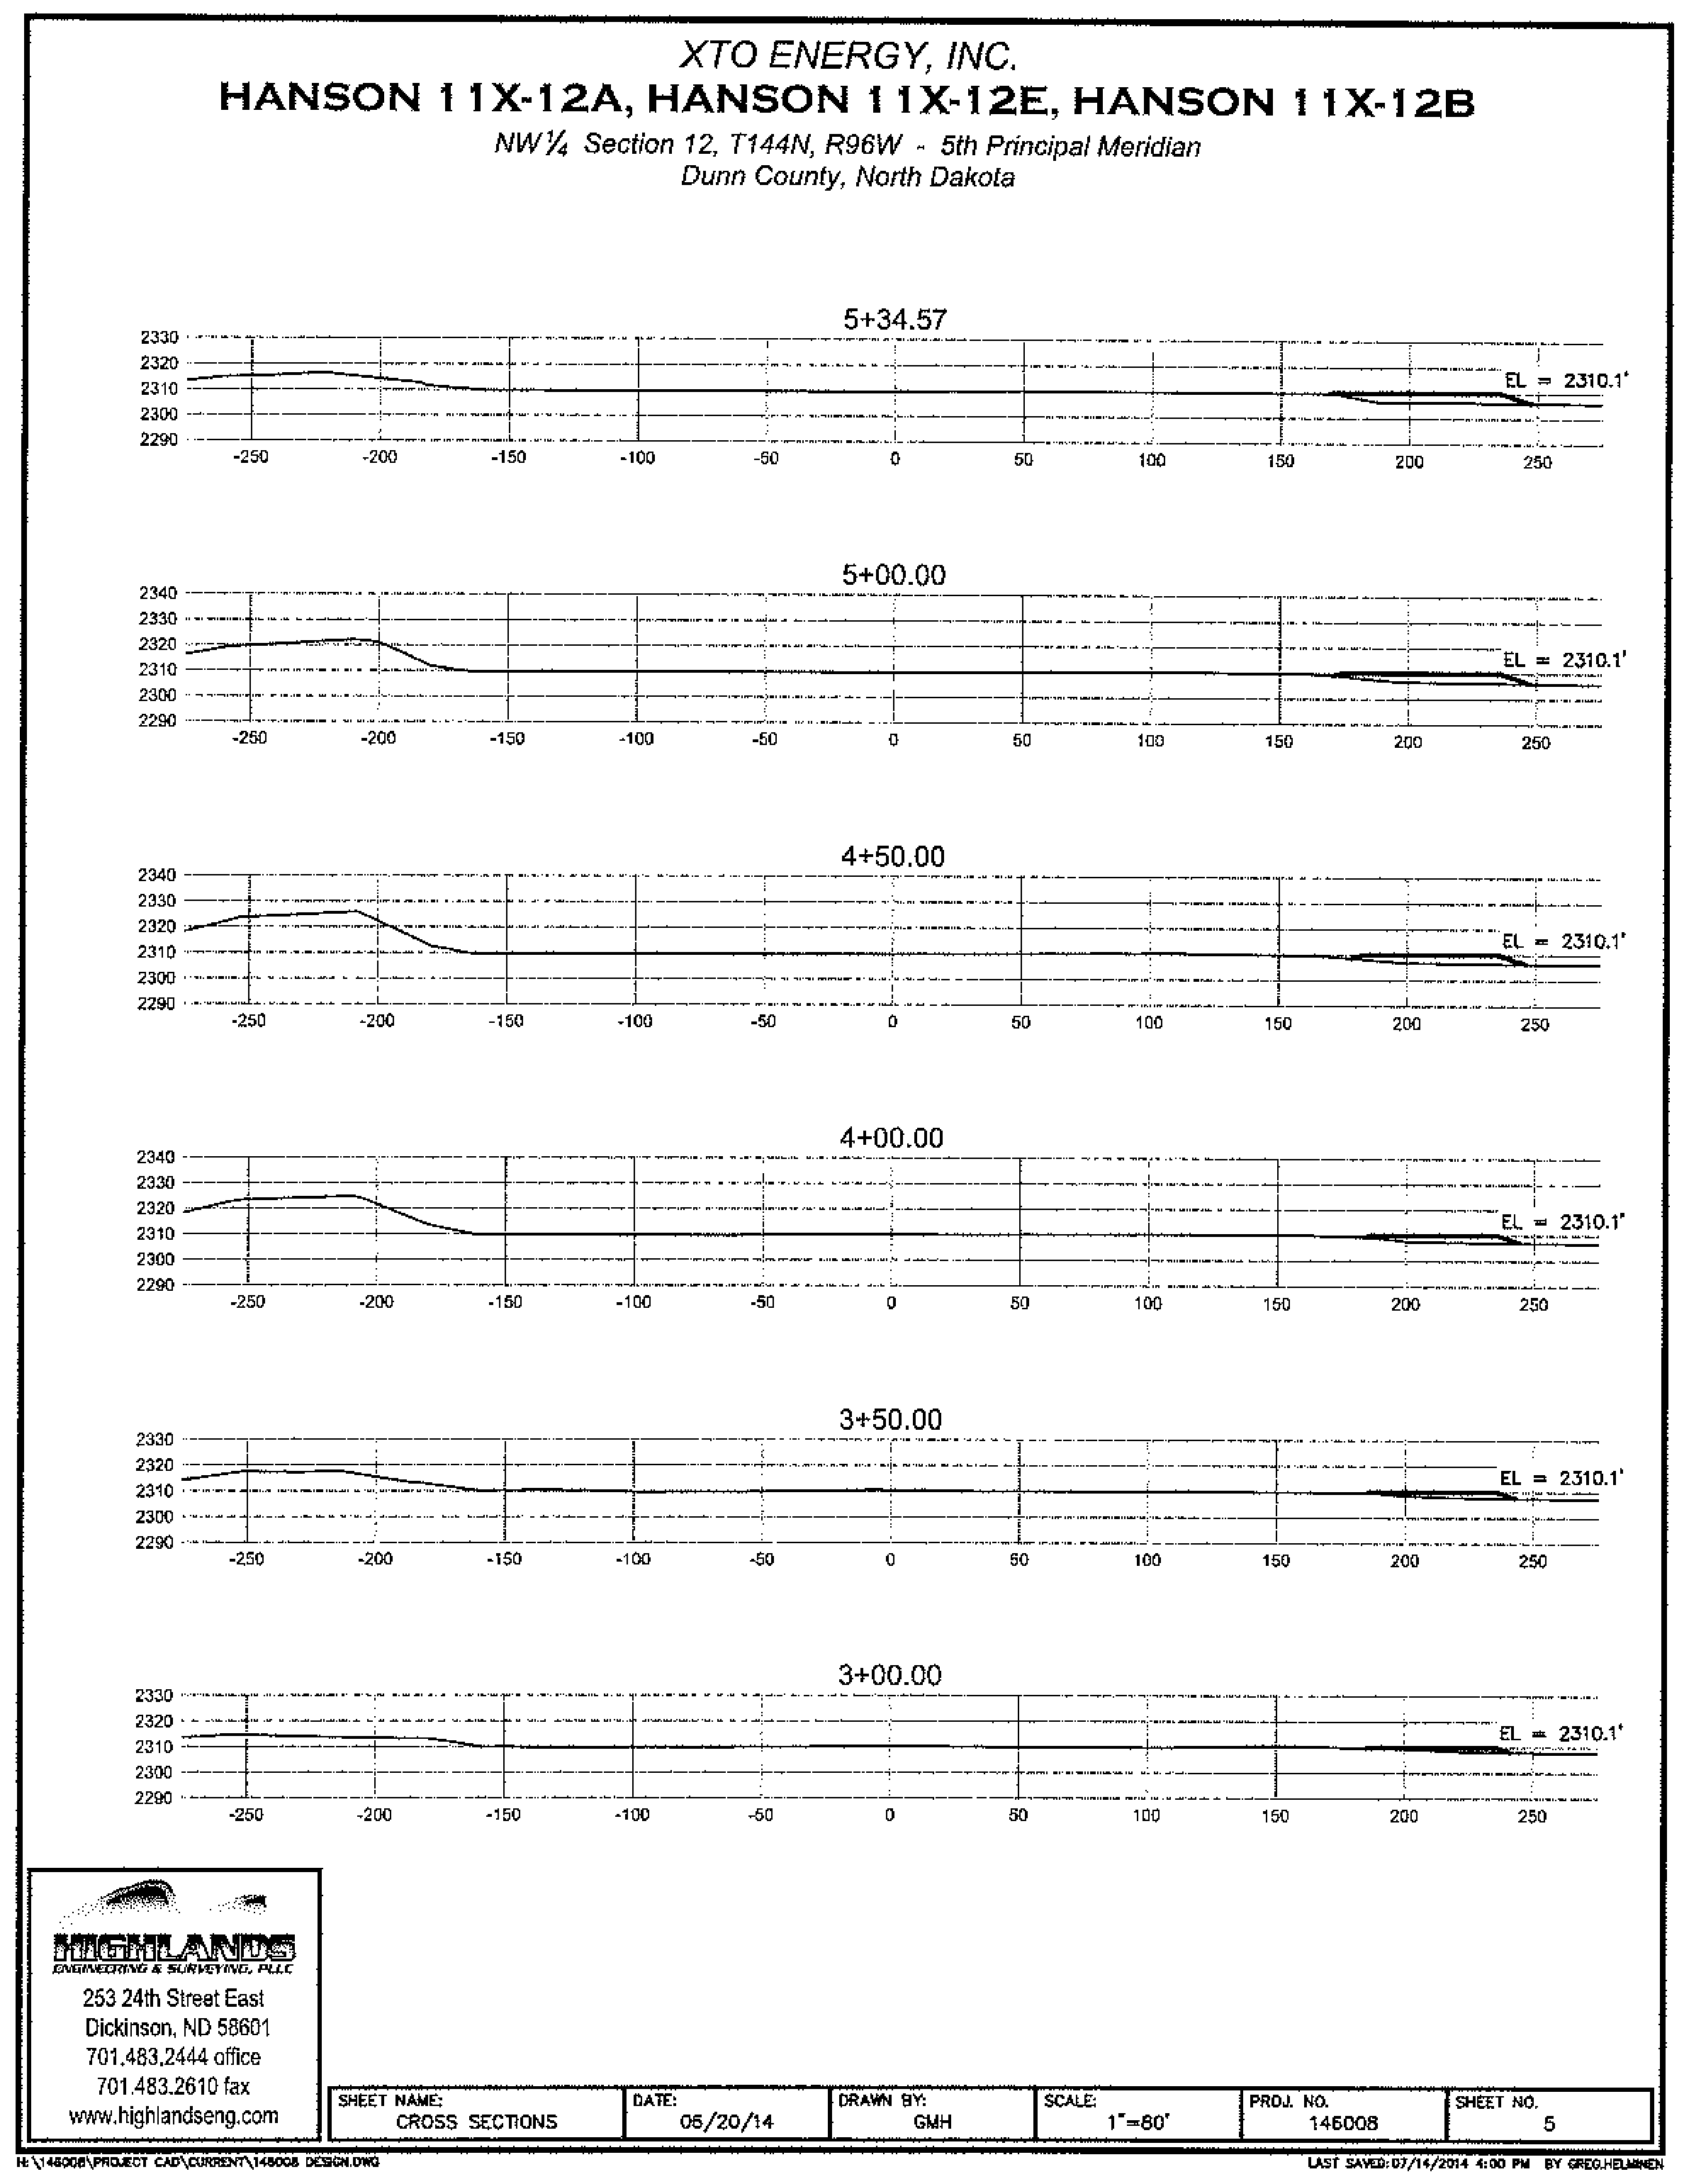 XTO ENERGY, INC.
HANSON 11X-12A, HANSON 11X-12E, HANSON 11X-12B
NW 1/4 Section 12, T144N, R96W - 5th Principal Meridian
Dunn County, North Dakota
5+34.57
2330
2320
2310
2300
2290
EL = 2310.1'
-250 -200 -150 -100 -50 0 50 100 150 200 250
5+00.00
2340
2330
2320
2310
2300
2290
EL = 2310.1'
-250 -200 -150 -100 -50 0 50 100 150 200 250
4+50.00
2340
2330
2320
2310
2300
2290
EL = 2310.1'
-250 -200 -150 -100 -50 0 50 100 150 200 250
4+00.00
2340
2330
2320
2310
2300
2290
EL = 2310.1'
-250 -200 -150 -100 -50 0 50 100 150 200 250
3+50.00
2330
2320
2310
2300
2290
EL = 2310.1'
-250 -200 -150 -100 -50 0 50 100 150 200 250
3+00.00
2330
2320
2310
2300
2290
EL = 2310.1'
-250 -200 -150 -100 -50 0 50 100 150 200 250
HIGHLANDS
ENGINEERING & SURVEYING, PLLC
253 24th Street East
Dickinson, ND 58601
701.483.2444 office
701.483.2610 fax
www.highlandseng.com
SHEET NAME: CROSS SECTIONS
DATE: 06/20/14
DRAWN BY: GMH
SCALE: 1"=80'
PROJ. NO. 146008
SHEET NO. 5
H:\146008\PROJECT CAD\CURRENT\146008 DESIGN.DWG
LAST SAVED: 07/14/2014 4:00 PM BY GREG.HELMINEN